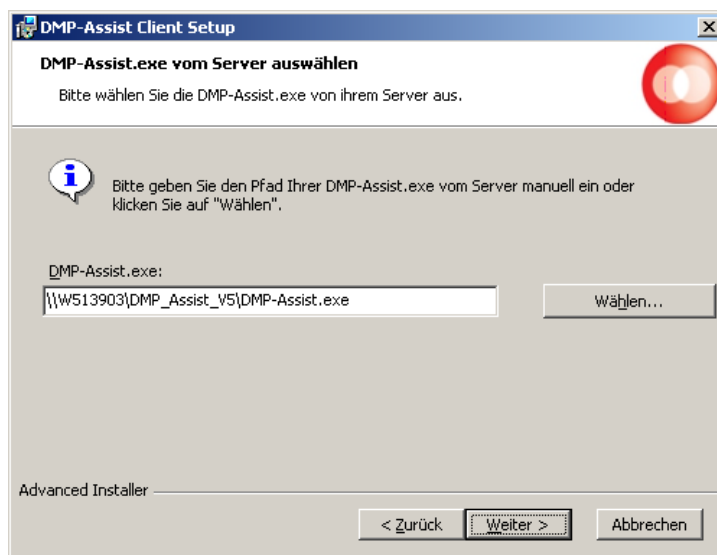 DMP-Assist Client Setup
DMP-Assist.exe vom Server auswählen
Bitte wählen Sie die DMP-Assist.exe von ihrem Server aus.
Bitte geben Sie den Pfad Ihrer DMP-Assist.exe vom Server manuell ein oder
klicken Sie auf "Wählen".
DMP-Assist.exe:
\\W513903\DMP_Assist_V5\DMP-Assist.exe
Wählen...
Advanced Installer
< Zurück
Weiter >
Abbrechen